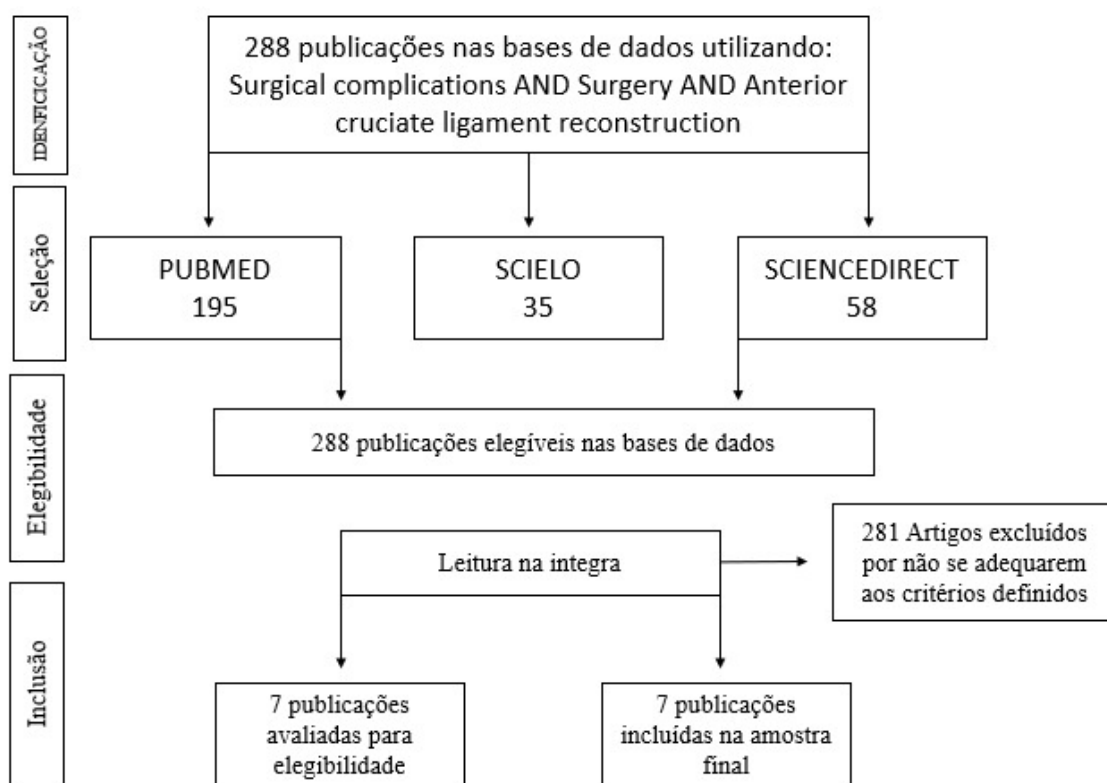 IDENFICICAÇÃO
288 publicações nas bases de dados utilizando:
Surgical complications AND Surgery AND Anterior
cruciate ligament reconstruction
Seleção
PUBMED
195
SCIELO
35
SCIENCEDIRECT
58
Elegibilidade
288 publicações elegíveis nas bases de dados
Leitura na integra
281 Artigos excluídos
por não se adequarem
aos critérios definidos
Inclusão
7 publicações
avaliadas para
elegibilidade
7 publicações
incluídas na amostra
final